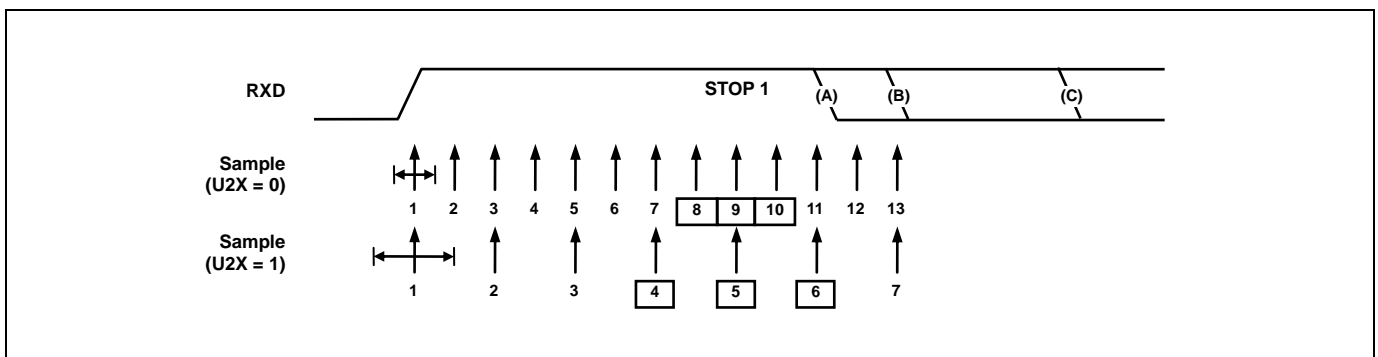 RXD
STOP 1
(A)
(B)
(C)
Sample
(U2X = 0)
1 2 3 4 5 6 7 8 9 10 11 12 13
Sample
(U2X = 1)
1 2 3 4 5 6 7